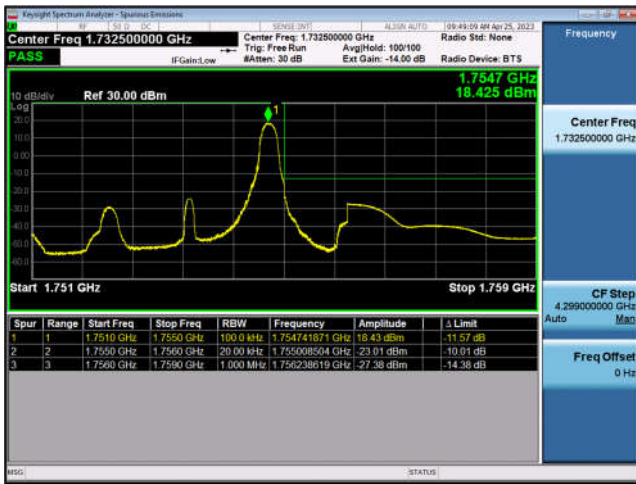 Keysight Spectrum Analyzer - Spurious Emissions
RF 50 Ω DC SENSE:INT ALIGN AUTO 09:49:09 AM Apr 25, 2023
Center Freq 1.732500000 GHz
Center Freq: 1.732500000 GHz
Radio Std: None
Trig: Free Run Avg|Hold: 100/100
PASS
IFGain:Low
#Atten: 30 dB Ext Gain: -14.00 dB Radio Device: BTS
1.7547 GHz
18.425 dBm
10 dB/div Ref 30.00 dBm
Log
20.0
10.0
0.00
-10.0
-20.0
-30.0
-40.0
-50.0
-60.0
1
Start 1.751 GHz Stop 1.759 GHz
Spur Range Start Freq Stop Freq RBW Frequency Amplitude Δ Limit
1 1 1.7510 GHz 1.7550 GHz 100.0 kHz 1.754741871 GHz 18.43 dBm -11.57 dB
2 2 1.7550 GHz 1.7560 GHz 20.00 kHz 1.755008504 GHz -23.01 dBm -10.01 dB
3 3 1.7560 GHz 1.7590 GHz 1.000 MHz 1.756238619 GHz -27.38 dBm -14.38 dB
Frequency
Center Freq
1.732500000 GHz
CF Step
4.299000000 GHz
Auto Man
Freq Offset
0 Hz
MSG STATUS